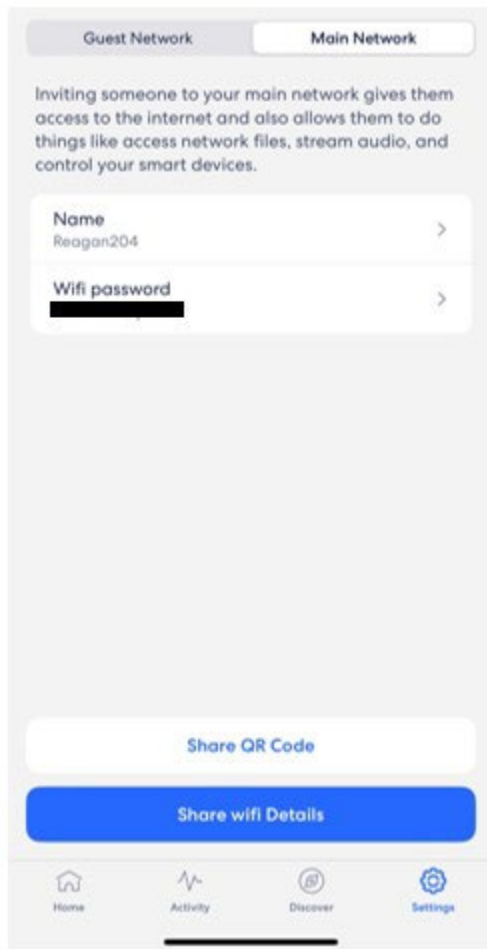 Guest Network
Main Network
Inviting someone to your main network gives them
access to the internet and also allows them to do
things like access network files, stream audio, and
control your smart devices.
Name
Reagan204
Wifi password
Share QR Code
Share wifi Details
Home
Activity
Discover
Settings